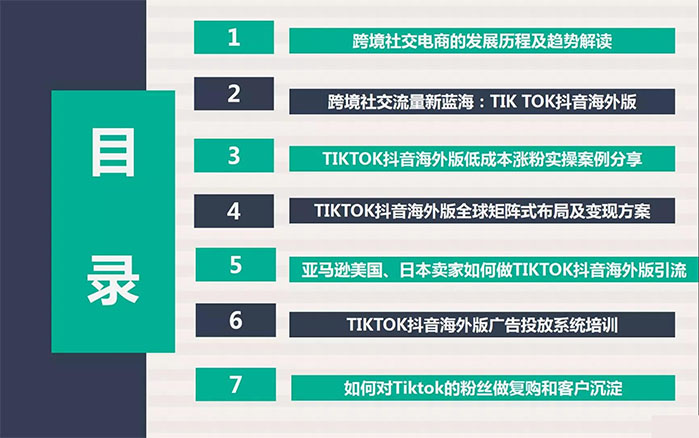 目录
1
跨境社交电商的发展历程及趋势解读
2
跨境社交流量新蓝海：TIK TOK抖音海外版
3
TIKTOK抖音海外版低成本涨粉实操案例分享
4
TIKTOK抖音海外版全球矩阵式布局及变现方案
5
亚马逊美国、日本卖家如何做TIKTOK抖音海外版引流
6
TIKTOK抖音海外版广告投放系统培训
7
如何对Tiktok的粉丝做复购和客户沉淀